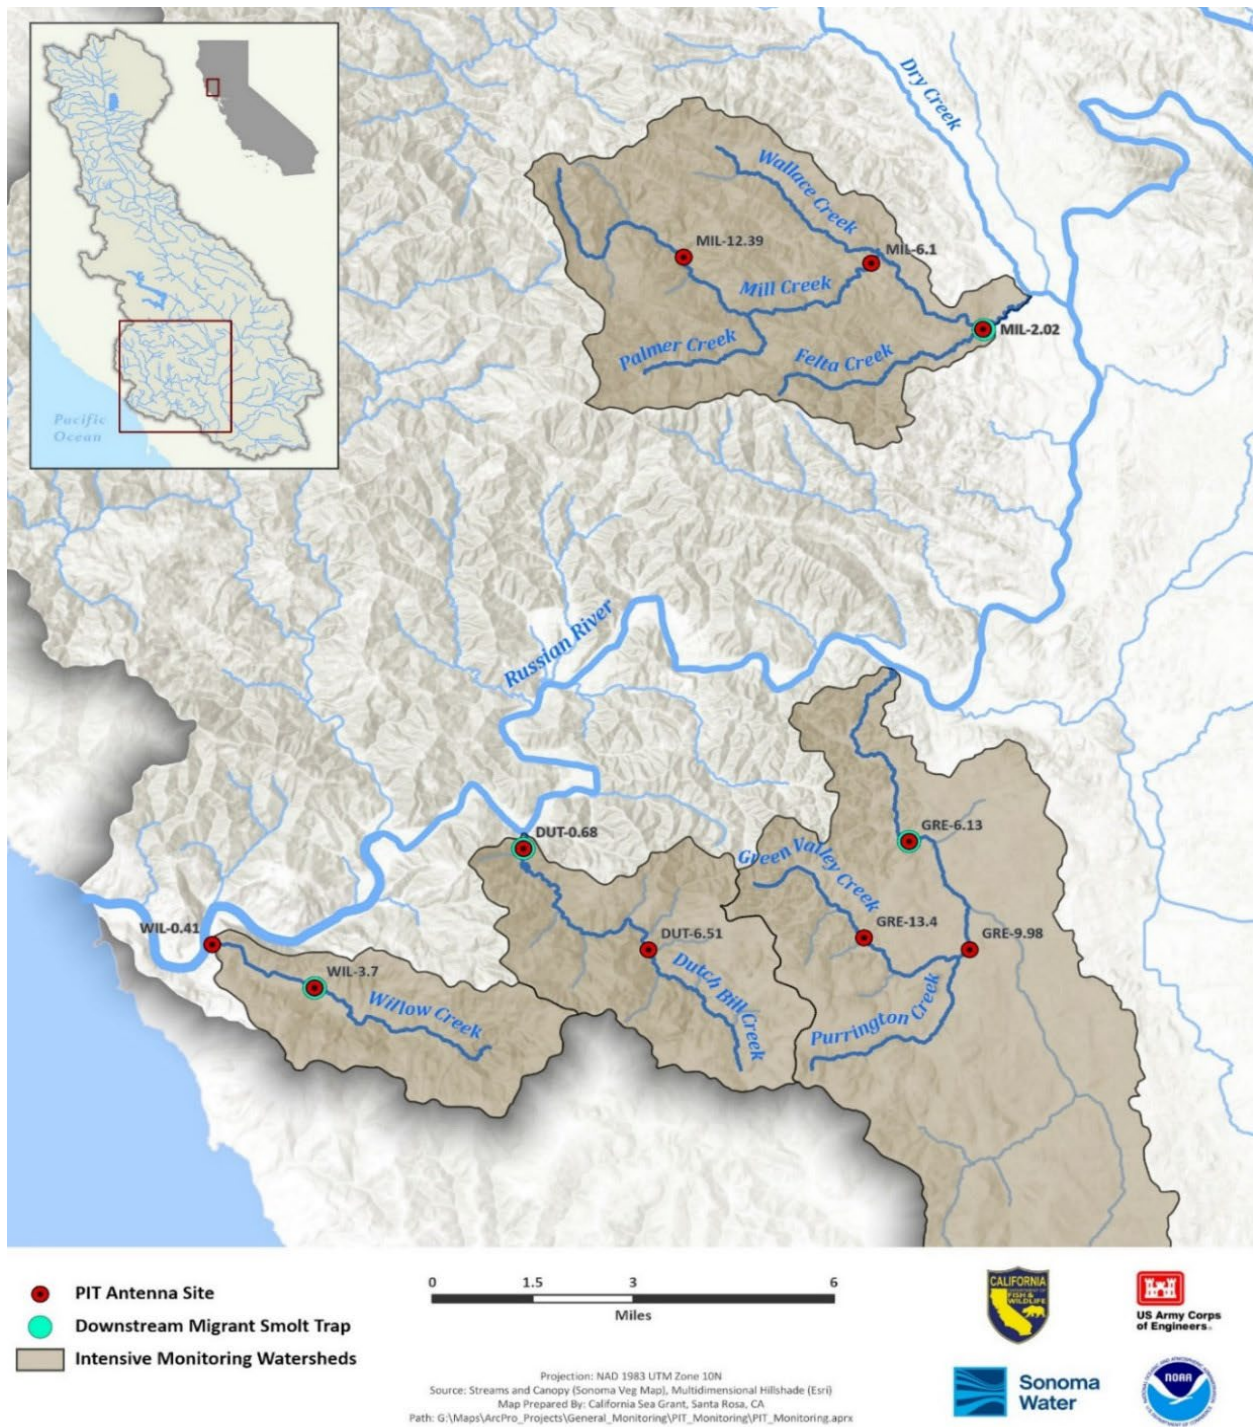 Pacific
Ocean
Dry Creek
Wallace Creek
MIL-12.39
MIL-6.1
Mill Creek
MIL-2.02
Palmer Creek
Felta Creek
Russian River
DUT-0.68
GRE-6.13
Green Valley Creek
WIL-0.41
GRE-13.4
GRE-9.98
DUT-6.51
WIL-3.7
Willow Creek
Dutch Bill Creek
Purrington Creek
PIT Antenna Site
Downstream Migrant Smolt Trap
Intensive Monitoring Watersheds
0 1.5 3 6
Miles
Projection: NAD 1983 UTM Zone 10N
Source: Streams and Canopy (Sonoma Veg Map), Multidimensional Hillshade (Esri)
Map Prepared By: California Sea Grant, Santa Rosa, CA
Path: G:\Maps\ArcPro_Projects\General_Monitoring\PIT_Monitoring\PIT_Monitoring.aprx
CALIFORNIA
FISH &
WILDLIFE
US Army Corps
of Engineers®
Sonoma
Water
NOAA